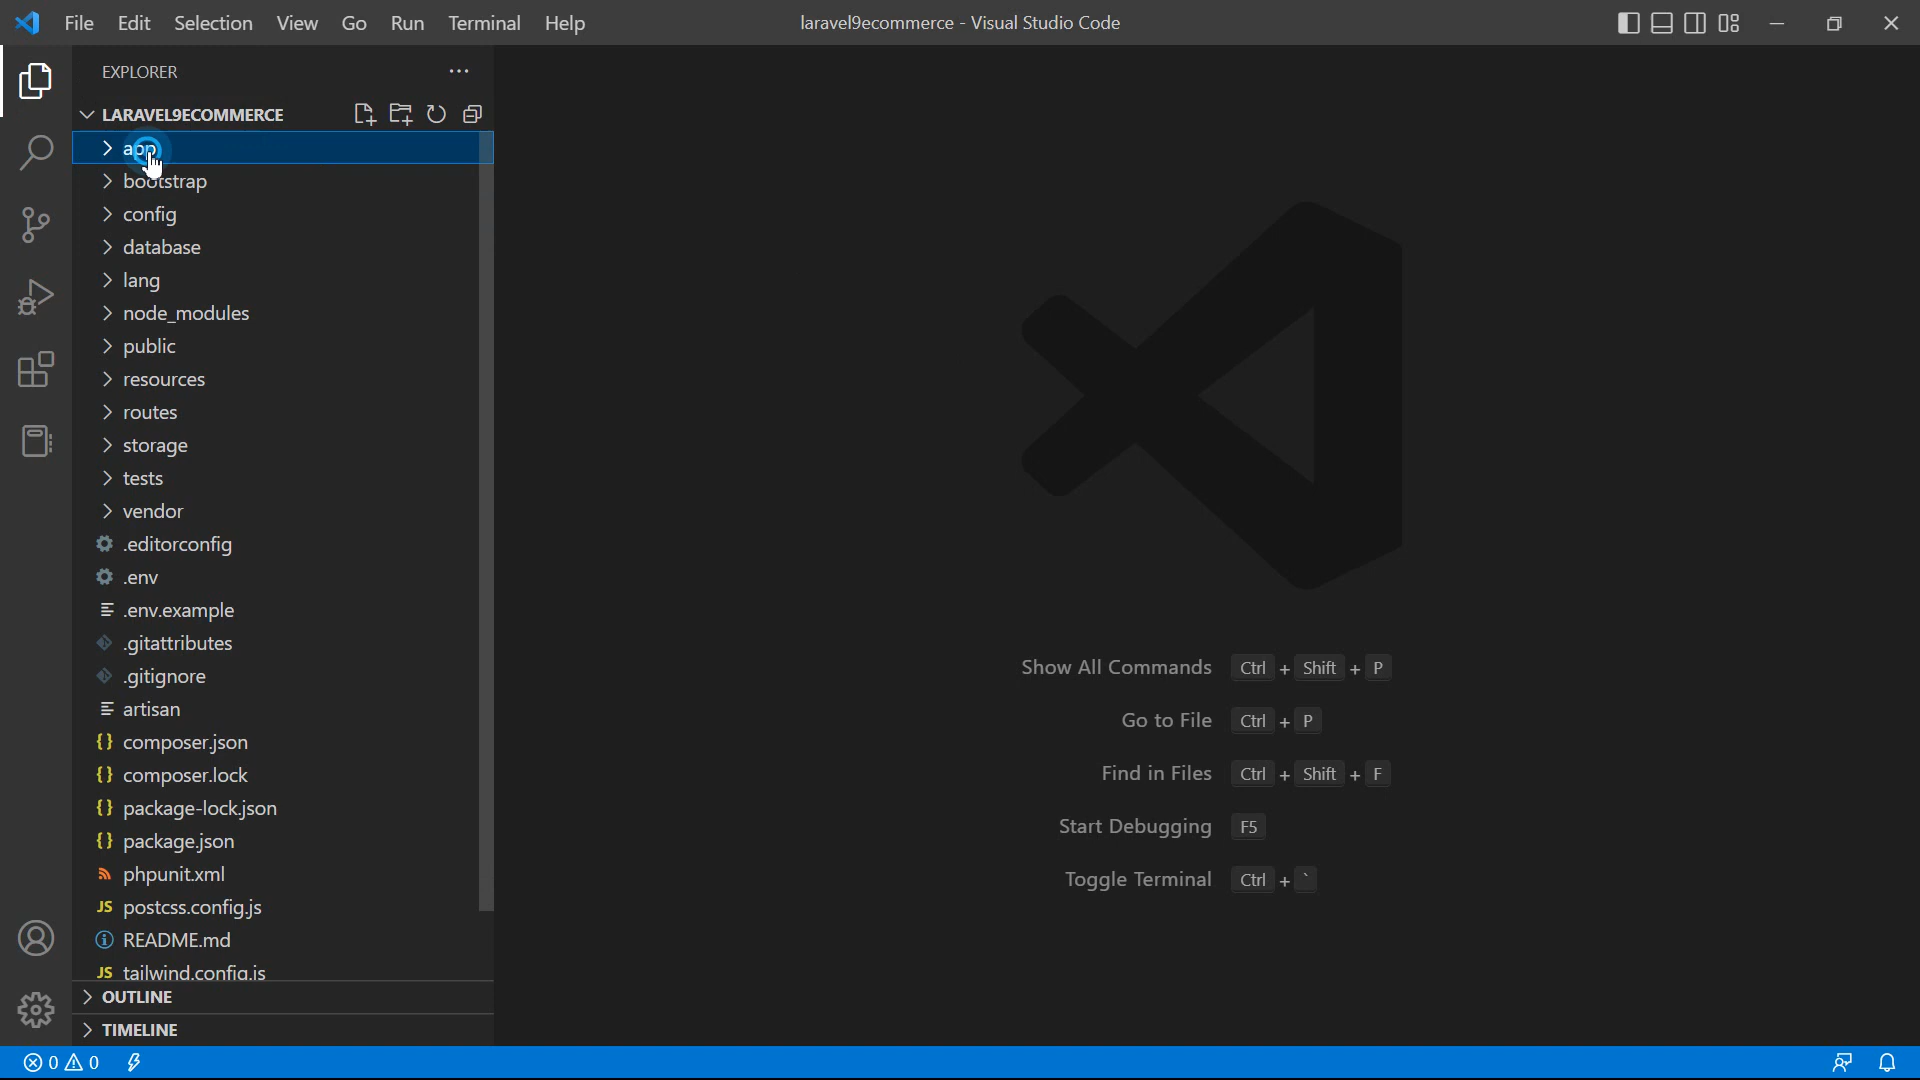 File Edit Selection View Go Run Terminal Help
laravel9ecommerce - Visual Studio Code
EXPLORER
LARAVEL9ECOMMERCE
app
bootstrap
config
database
lang
node_modules
public
resources
routes
storage
tests
vendor
.editorconfig
.env
.env.example
.gitattributes
.gitignore
artisan
{} composer.json
{} composer.lock
{} package-lock.json
{} package.json
phpunit.xml
JS postcss.config.js
README.md
JS tailwind.config.js
OUTLINE
TIMELINE
0 0
Show All Commands Ctrl + Shift + P
Go to File Ctrl + P
Find in Files Ctrl + Shift + F
Start Debugging F5
Toggle Terminal Ctrl + `